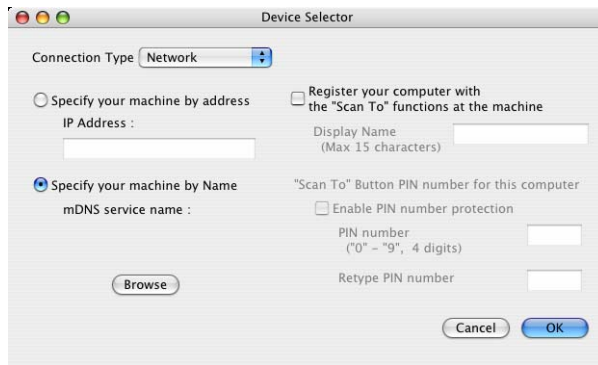 Device Selector
Connection Type Network
Specify your machine by address
IP Address :
Specify your machine by Name
mDNS service name :
Browse
Register your computer with
the "Scan To" functions at the machine
Display Name
(Max 15 characters)
"Scan To" Button PIN number for this computer
Enable PIN number protection
PIN number
("0" – "9", 4 digits)
Retype PIN number
Cancel OK